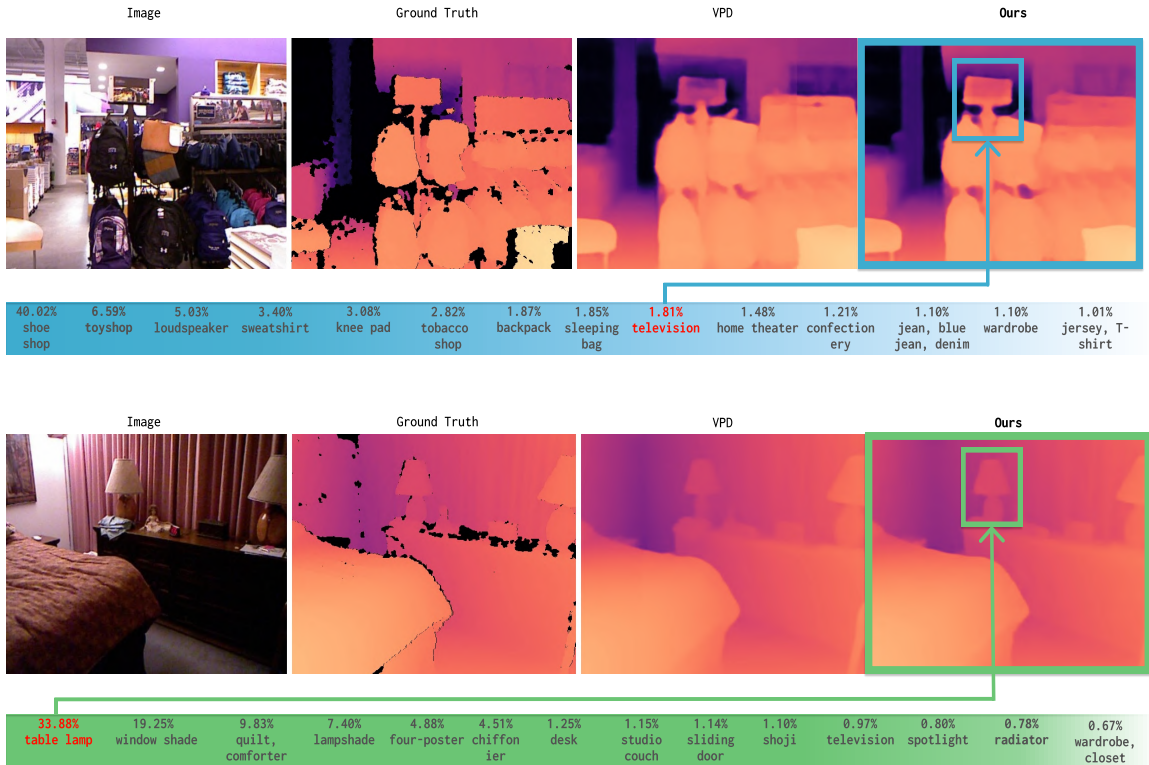 Image Ground Truth VPD Ours
40.02% 6.59% 5.03% 3.40% 3.08% 2.82% 1.87% 1.85% 1.81% 1.48% 1.21% 1.10% 1.10% 1.01%
shoe toyshop loudspeaker sweatshirt knee pad tobacco backpack sleeping television home theater confection jean, blue wardrobe jersey, T-
shop shop bag ery jean, denim shirt
Image Ground Truth VPD Ours
33.88% 19.25% 9.83% 7.40% 4.88% 4.51% 1.25% 1.15% 1.14% 1.10% 0.97% 0.80% 0.78% 0.67%
table lamp window shade quilt, lampshade four-poster chiffon desk studio sliding shoji television spotlight radiator wardrobe,
comforter ier couch door closet